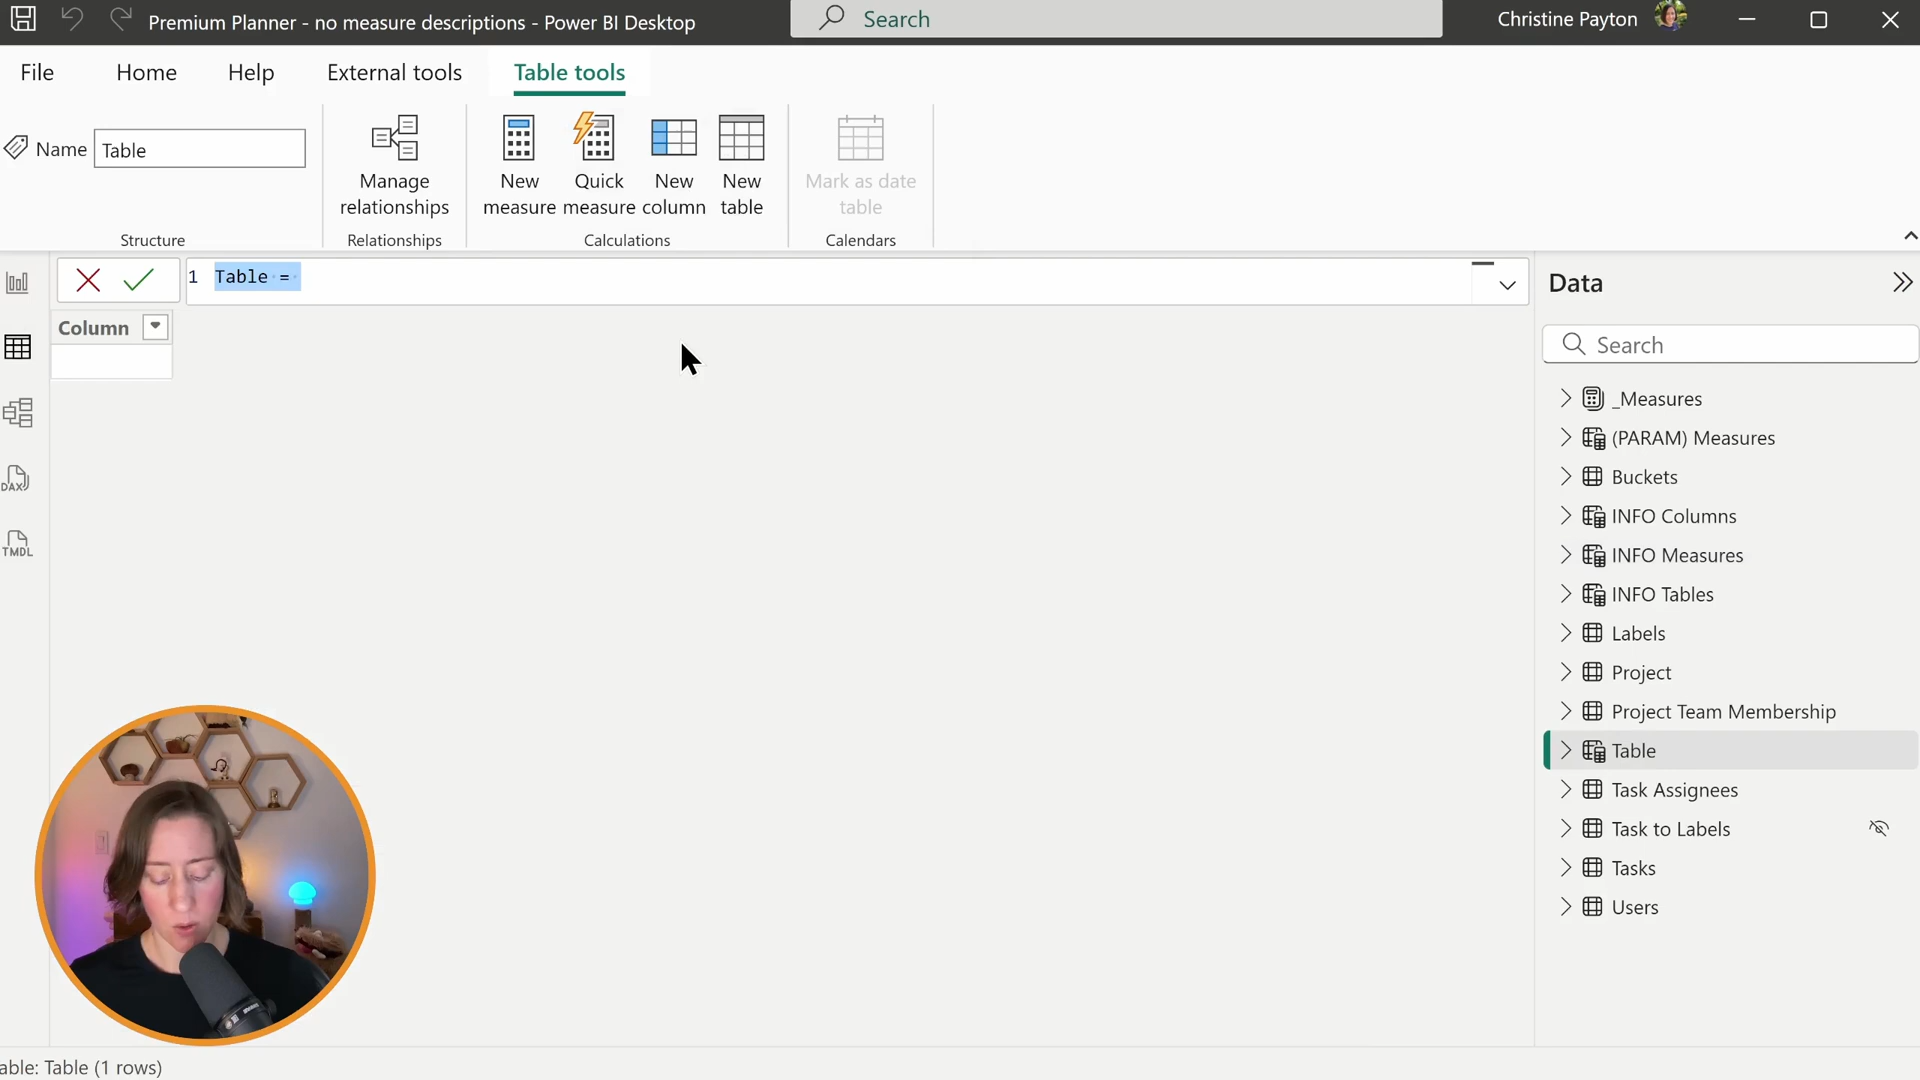 Premium Planner - no measure descriptions - Power BI Desktop
Search
Christine Payton
File
Home
Help
External tools
Table tools
Name
Table
Manage
relationships
New
measure
Quick
measure
New
column
New
table
Mark as date
table
Structure
Relationships
Calculations
Calendars
1
Table =
Column
DAX
TMDL
Data
Search
_Measures
(PARAM) Measures
Buckets
INFO Columns
INFO Measures
INFO Tables
Labels
Project
Project Team Membership
Table
Task Assignees
Task to Labels
Tasks
Users
able: Table (1 rows)